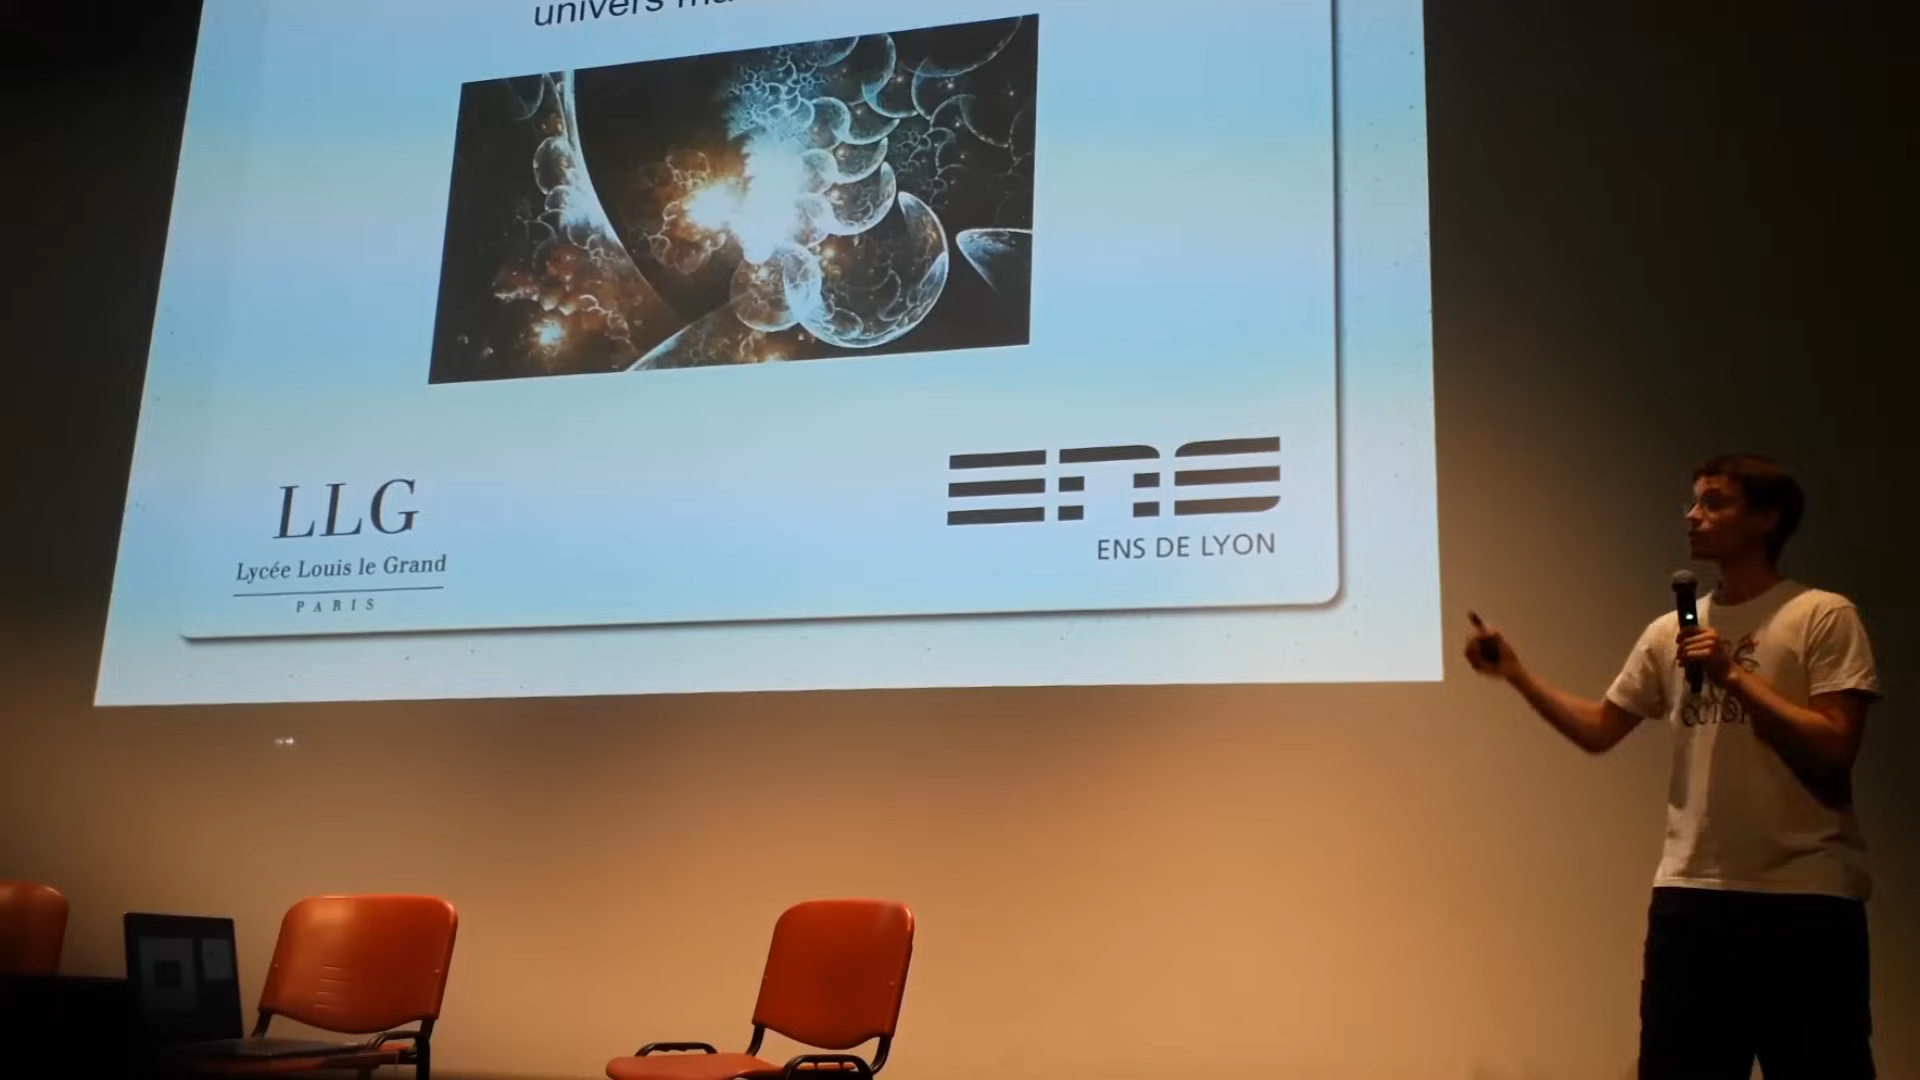 univers
LLG
Lycée Louis le Grand
PARIS
ENS
ENS DE LYON